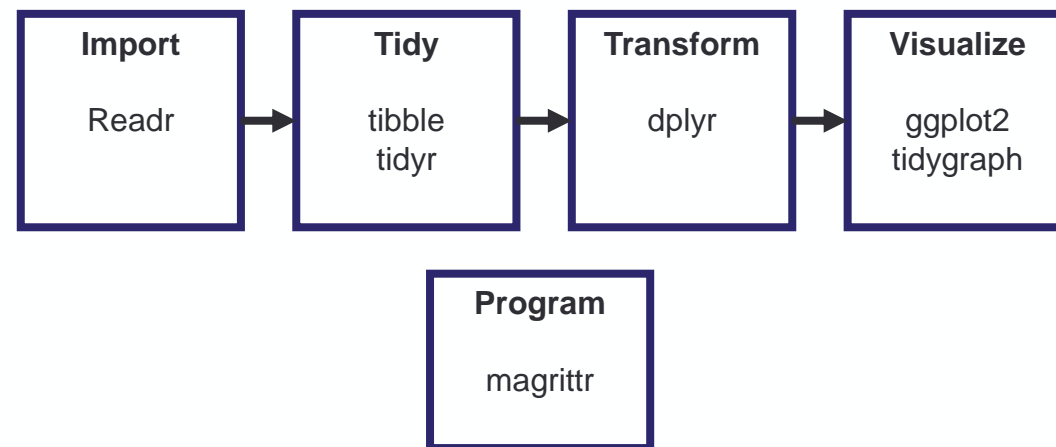 Import
Readr
Tidy
tibble
tidyr
Transform
dplyr
Visualize
ggplot2
tidygraph
Program
magrittr